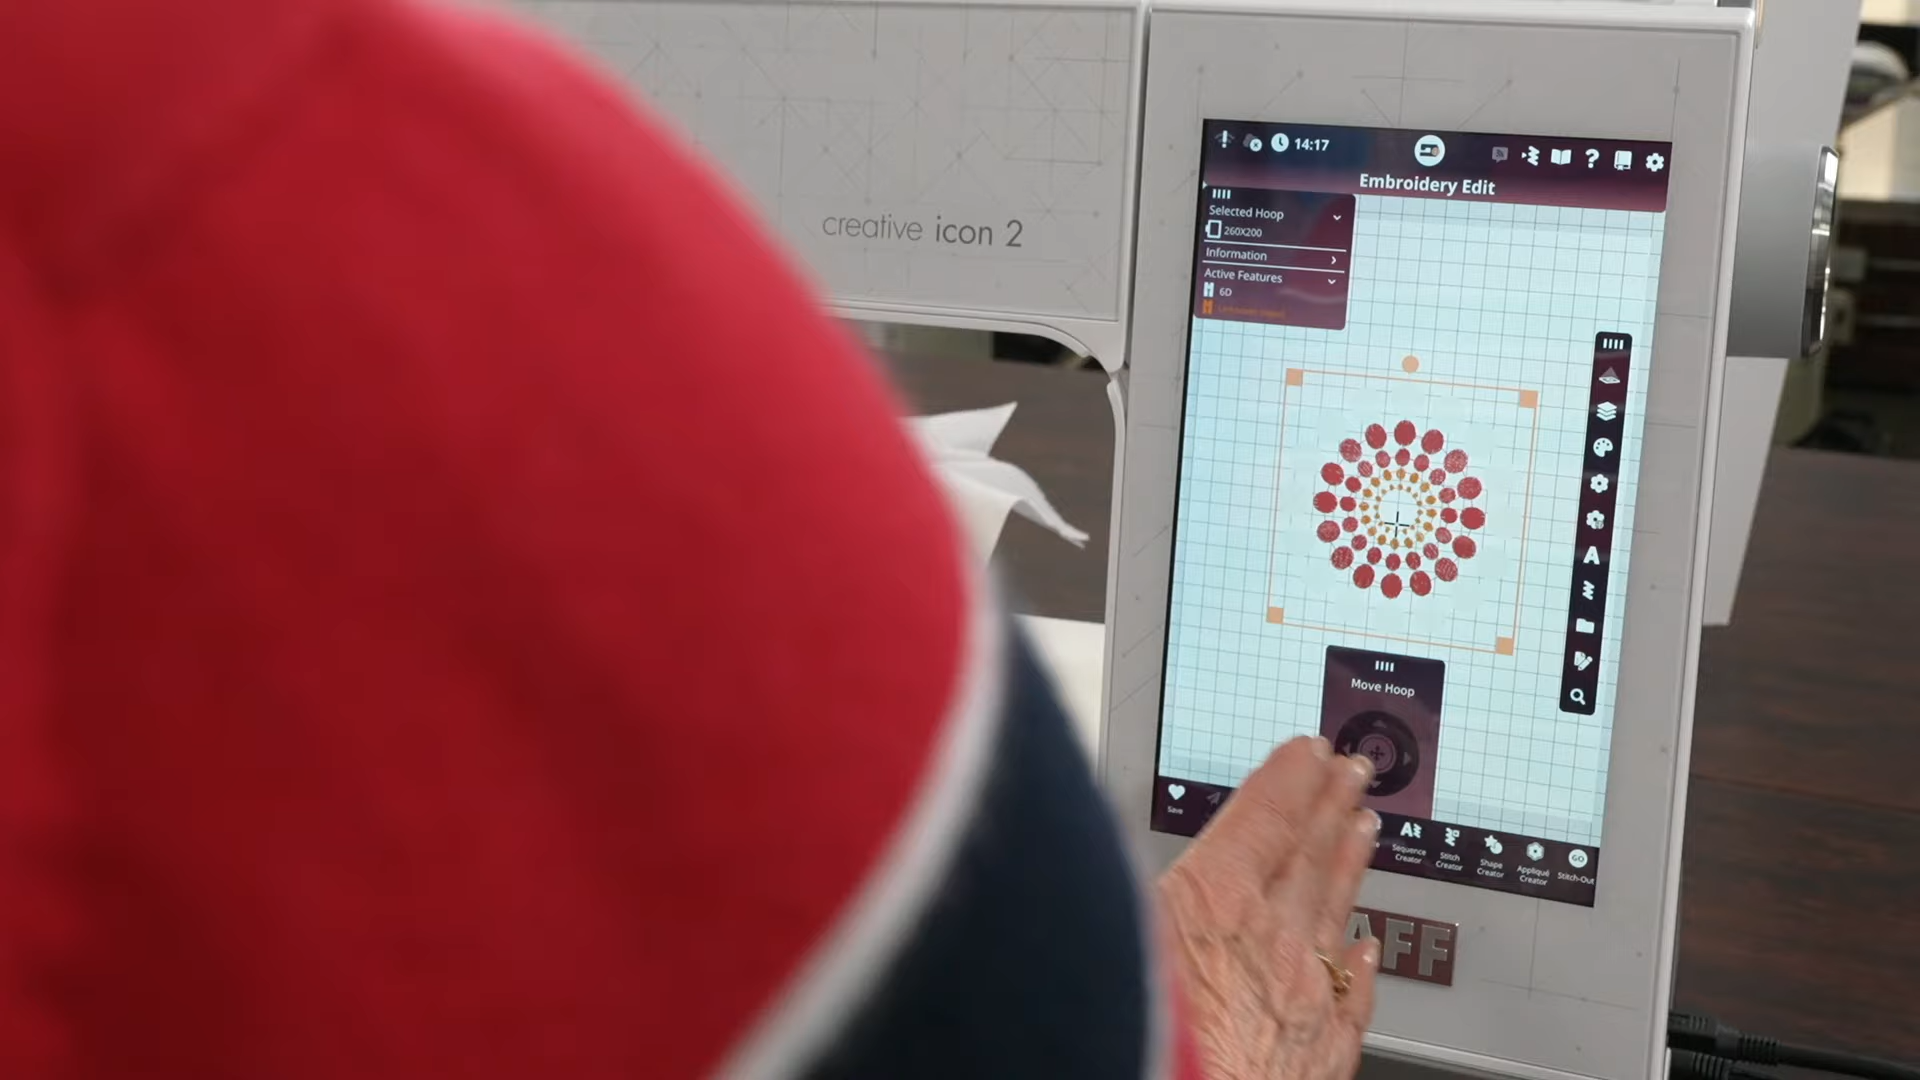 creative icon 2
14:17
Embroidery Edit
Selected Hoop
260X200
Information
Active Features
6D
Move Hoop
Save
Sequence
Creator
Stitch
Creator
Shape
Creator
Appliqué
Creator
GO
Stitch-Out
AFF